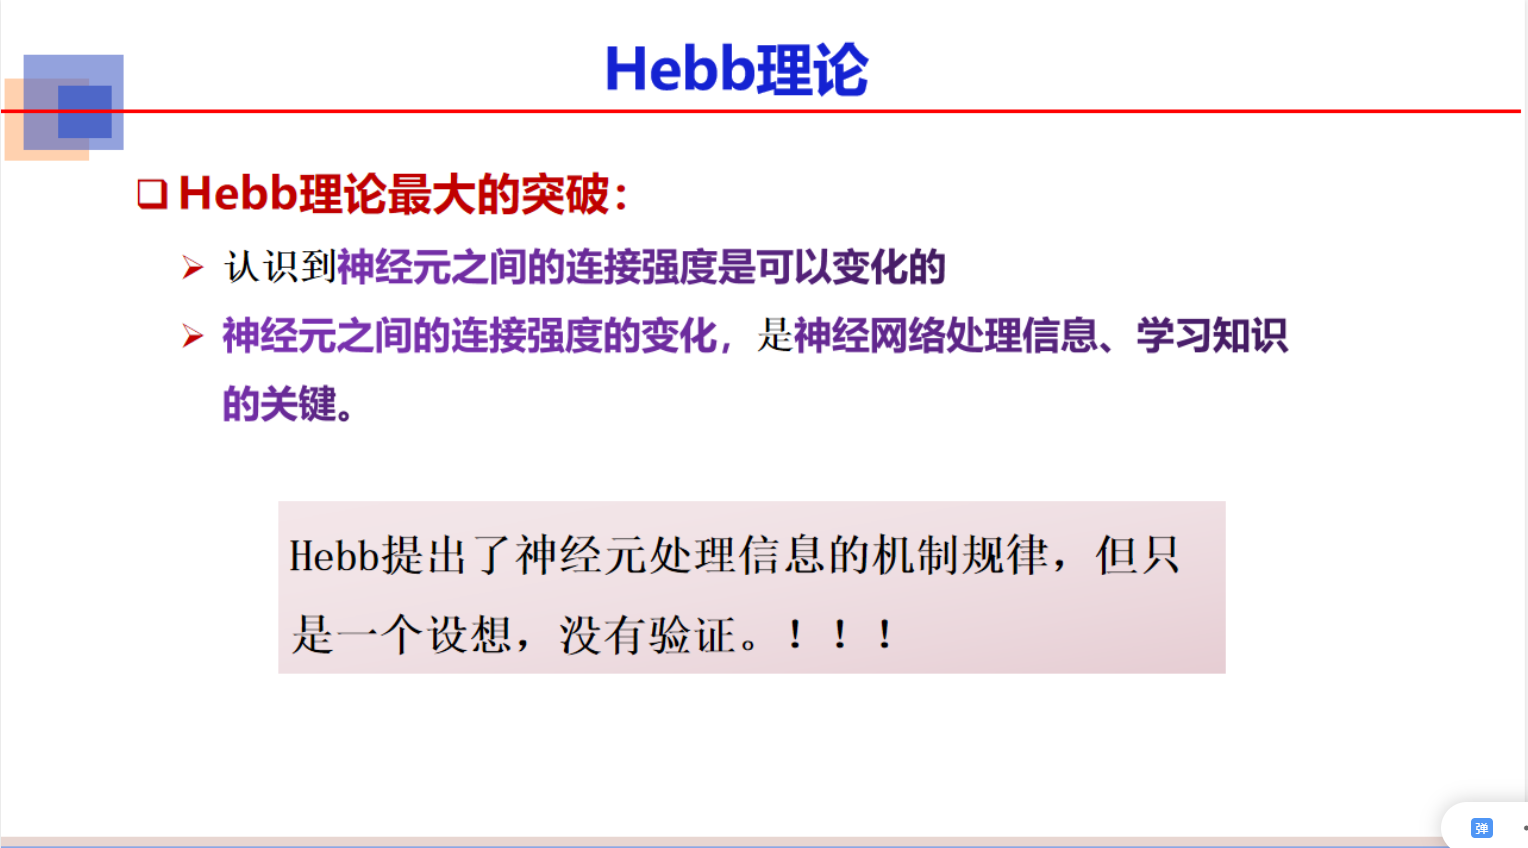 Hebb理论
Hebb理论最大的突破：
认识到神经元之间的连接强度是可以变化的
神经元之间的连接强度的变化，是神经网络处理信息、学习知识
的关键。
Hebb提出了神经元处理信息的机制规律，但只
是一个设想，没有验证。！！！
弹